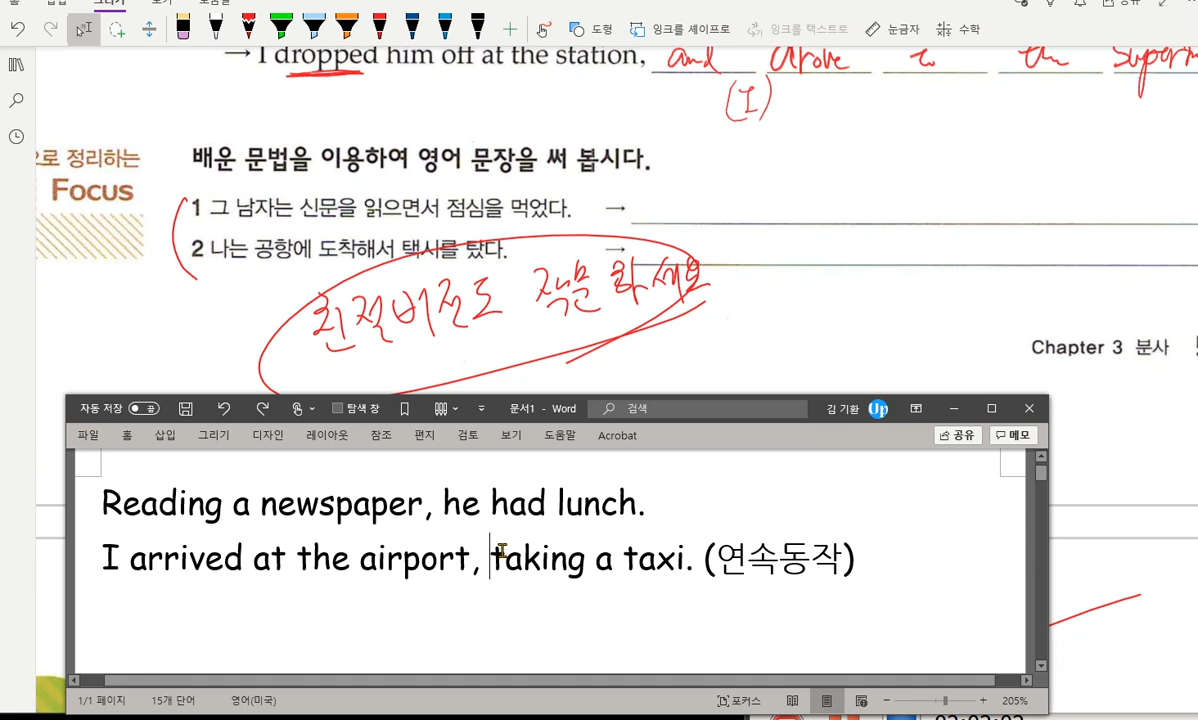 도형 잉크를 셰이프로 잉크를 텍스트로 눈금자 수학
→ I dropped him off at the station, and drove to the
(I)
으로 정리하는
Focus
배운 문법을 이용하여 영어 문장을 써 봅시다.
1 그 남자는 신문을 읽으면서 점심을 먹었다. →
2 나는 공항에 도착해서 택시를 탔다. →
친절버전도 작문 하세요
Chapter 3 분사
자동 저장 끔 탐색 창 문서1 - Word 검색 김 기환 Up
파일 홈 삽입 그리기 디자인 레이아웃 참조 편지 검토 보기 도움말 Acrobat 공유 메모
Reading a newspaper, he had lunch.
I arrived at the airport, taking a taxi. (연속동작)
1/1 페이지 15개 단어 영어(미국) 포커스 205%